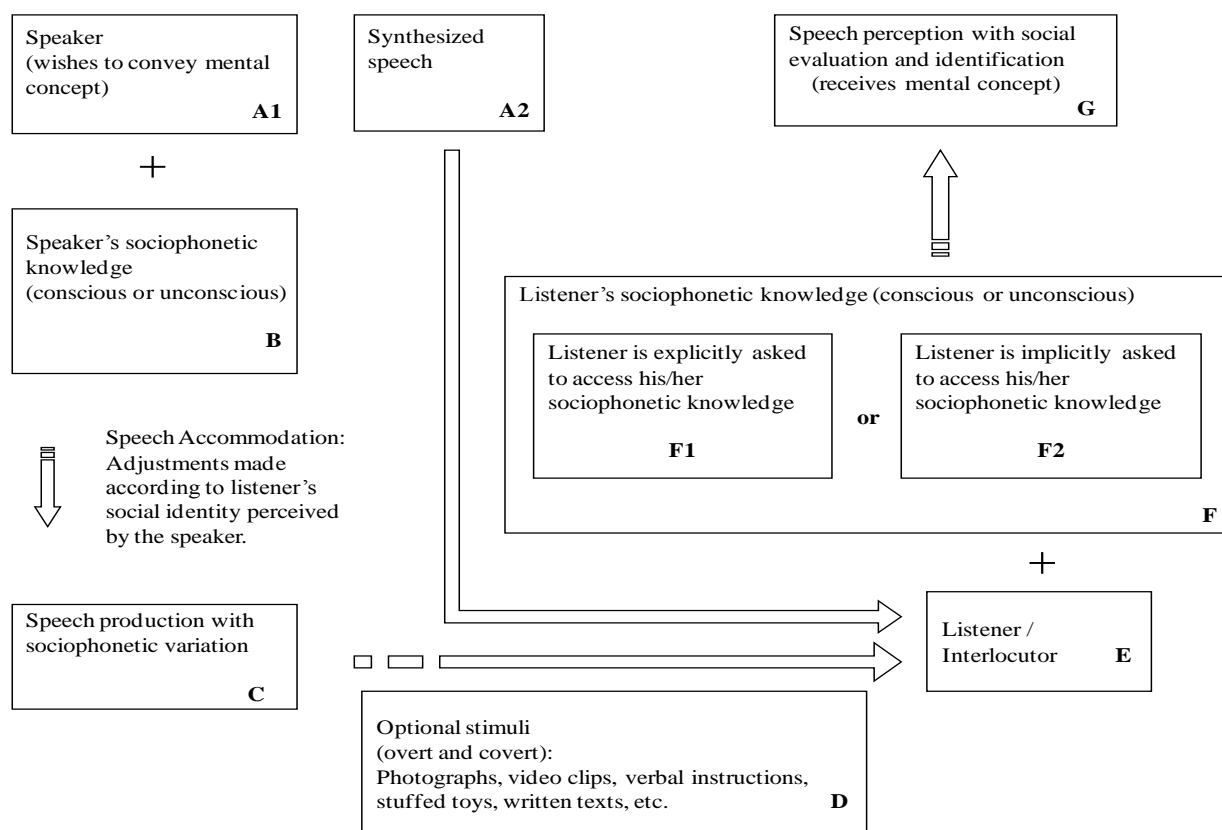 Speaker
(wishes to convey mental
concept)
A1
+
Speaker's sociophonetic
knowledge
(conscious or unconscious)
B
Speech Accommodation:
Adjustments made
according to listener's
social identity perceived
by the speaker.
Speech production with
sociophonetic variation
C
Synthesized
speech
A2
Optional stimuli
(overt and covert):
Photographs, video clips, verbal instructions,
stuffed toys, written texts, etc.
D
Speech perception with social
evaluation and identification
(receives mental concept)
G
Listener's sociophonetic knowledge (conscious or unconscious)
Listener is explicitly asked
to access his/her
sociophonetic knowledge
F1
or
Listener is implicitly asked
to access his/her
sociophonetic knowledge
F2
F
+
Listener /
Interlocutor
E